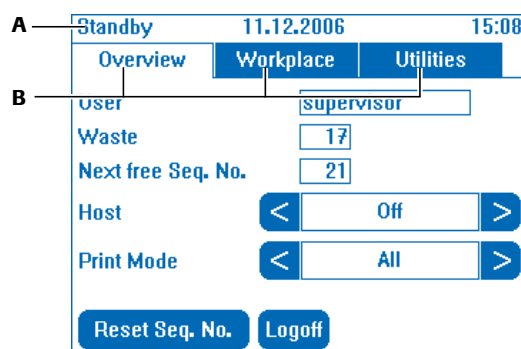 A Standby 11.12.2006 15:08
Overview Workplace Utilities
B
User supervisor
Waste 17
Next free Seq. No. 21
Host < Off >
Print Mode < All >
Reset Seq. No. Logoff